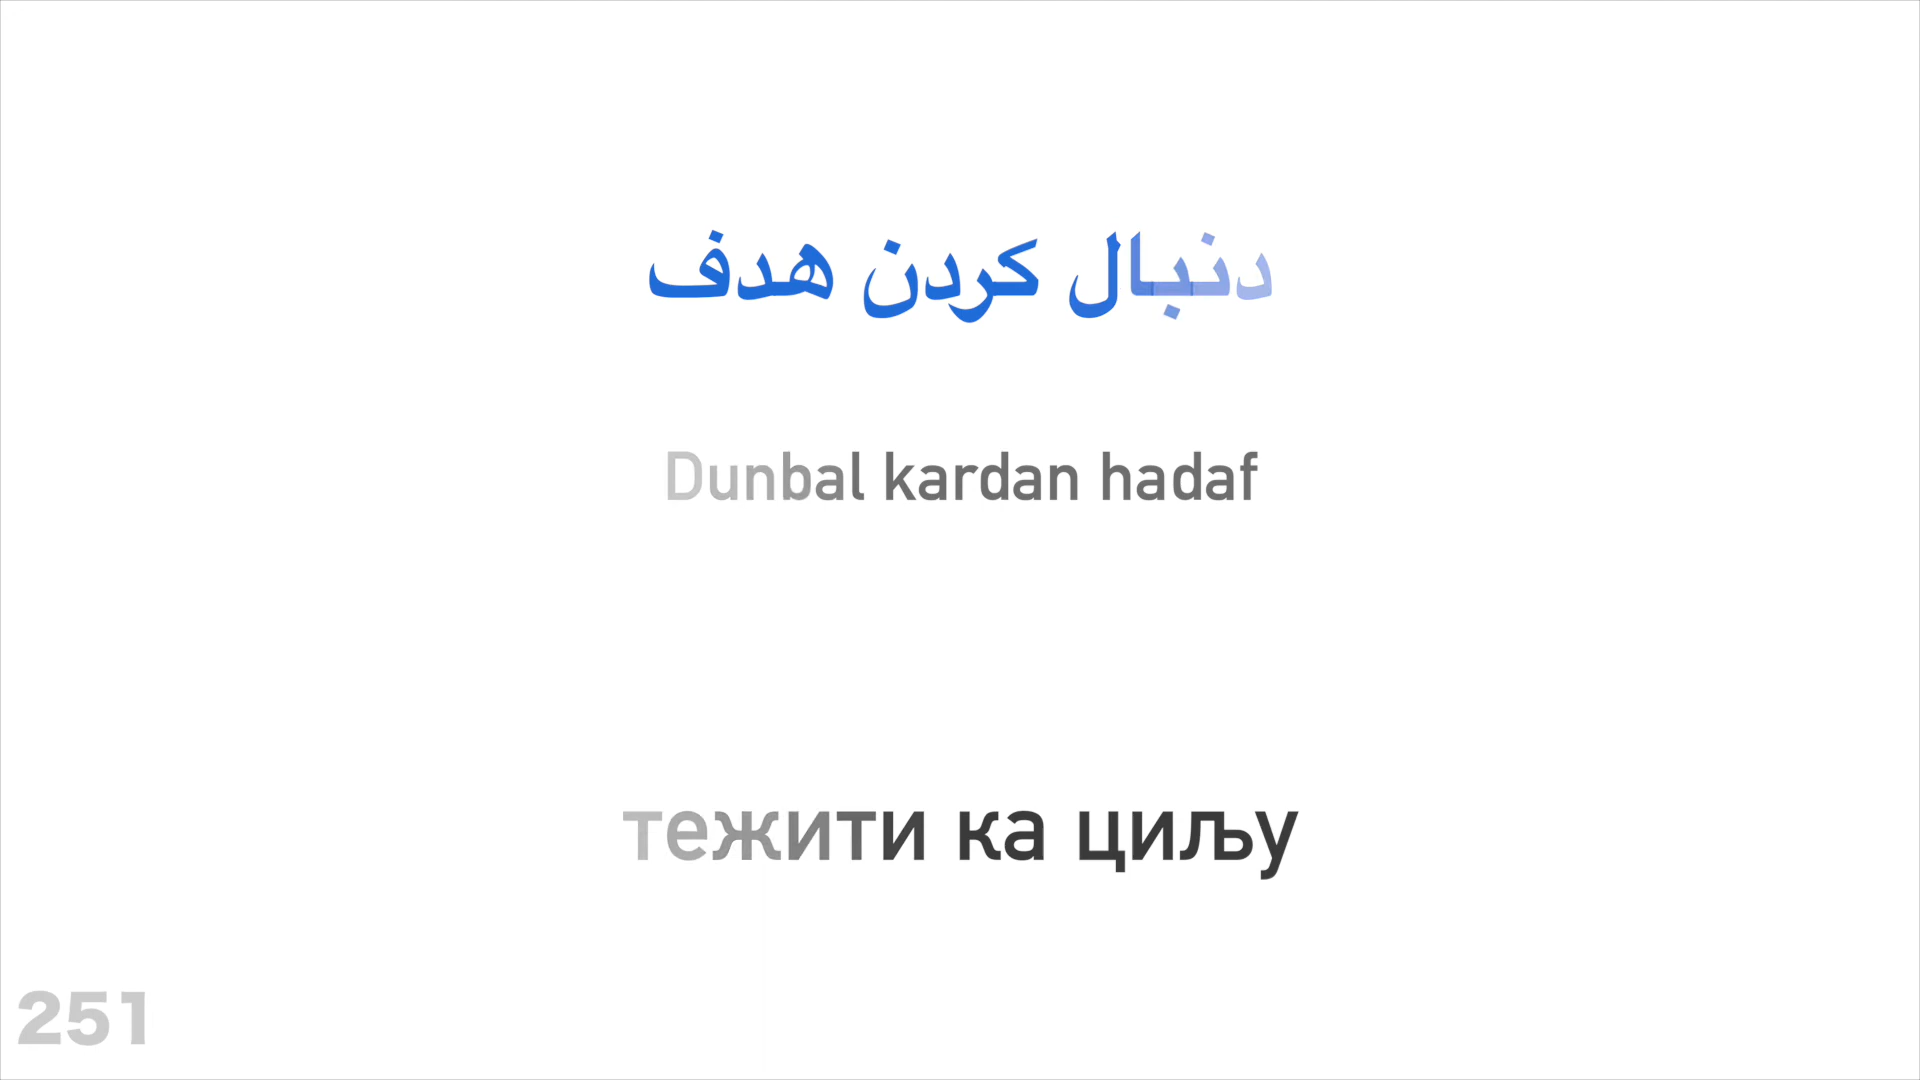 دنبال کردن هدف
Dunbal kardan hadaf
тежити ка циљу
251